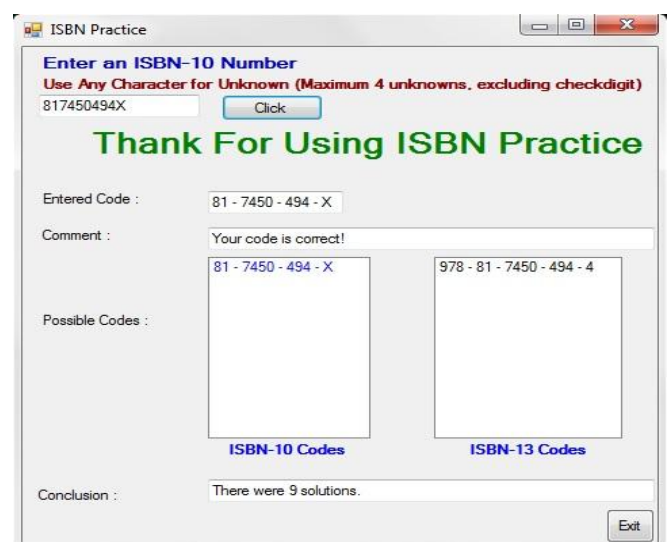 ISBN Practice
Enter an ISBN-10 Number
Use Any Character for Unknown (Maximum 4 unknowns, excluding checkdigit)
817450494X
Click
Thank For Using ISBN Practice
Entered Code :
81 - 7450 - 494 - X
Comment :
Your code is correct!
81 - 7450 - 494 - X
978 - 81 - 7450 - 494 - 4
Possible Codes :
ISBN-10 Codes
ISBN-13 Codes
Conclusion :
There were 9 solutions.
Exit